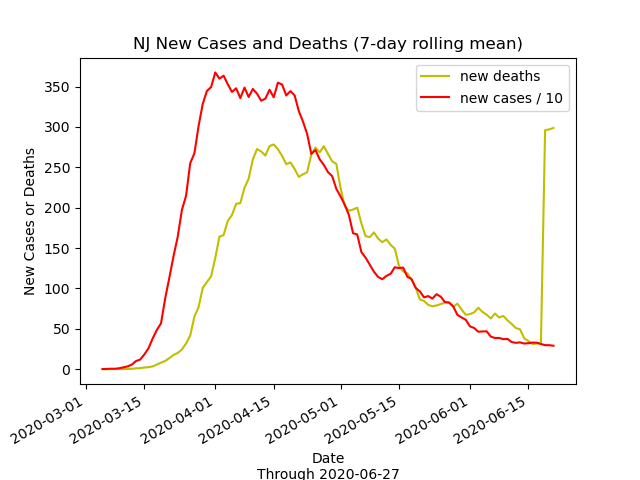 NJ New Cases and Deaths (7-day rolling mean)
new deaths
new cases / 10
350
300
250
200
150
100
50
0
New Cases or Deaths
2020-03-01
2020-03-15
2020-04-01
2020-04-15
2020-05-01
2020-05-15
2020-06-01
2020-06-15
Date
Through 2020-06-27